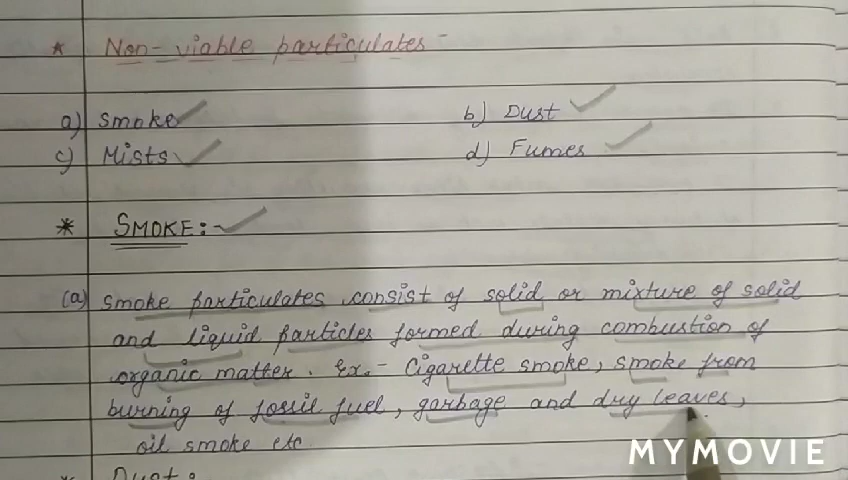 * Non-viable particulates -
a) Smoke b) Dust
c) Mists d) Fumes
* SMOKE:-
(a) Smoke particulates consist of solid or mixture of solid
and liquid particles formed during combustion of
organic matter. Ex.- Cigarette smoke, smoke from
burning of fossil fuel, garbage and dry leaves,
oil smoke etc.
* Dust:
MYMOVIE